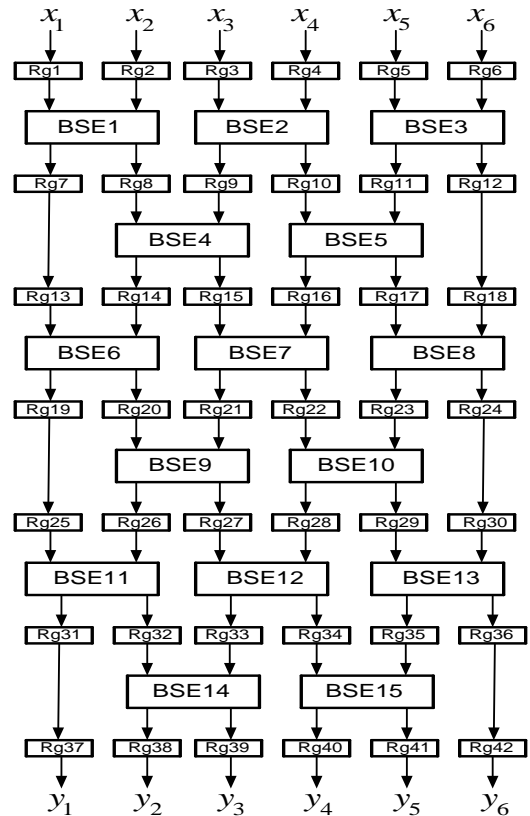 x1 x2 x3 x4 x5 x6
Rg1 Rg2 Rg3 Rg4 Rg5 Rg6
BSE1 BSE2 BSE3
Rg7 Rg8 Rg9 Rg10 Rg11 Rg12
BSE4 BSE5
Rg13 Rg14 Rg15 Rg16 Rg17 Rg18
BSE6 BSE7 BSE8
Rg19 Rg20 Rg21 Rg22 Rg23 Rg24
BSE9 BSE10
Rg25 Rg26 Rg27 Rg28 Rg29 Rg30
BSE11 BSE12 BSE13
Rg31 Rg32 Rg33 Rg34 Rg35 Rg36
BSE14 BSE15
Rg37 Rg38 Rg39 Rg40 Rg41 Rg42
y1 y2 y3 y4 y5 y6